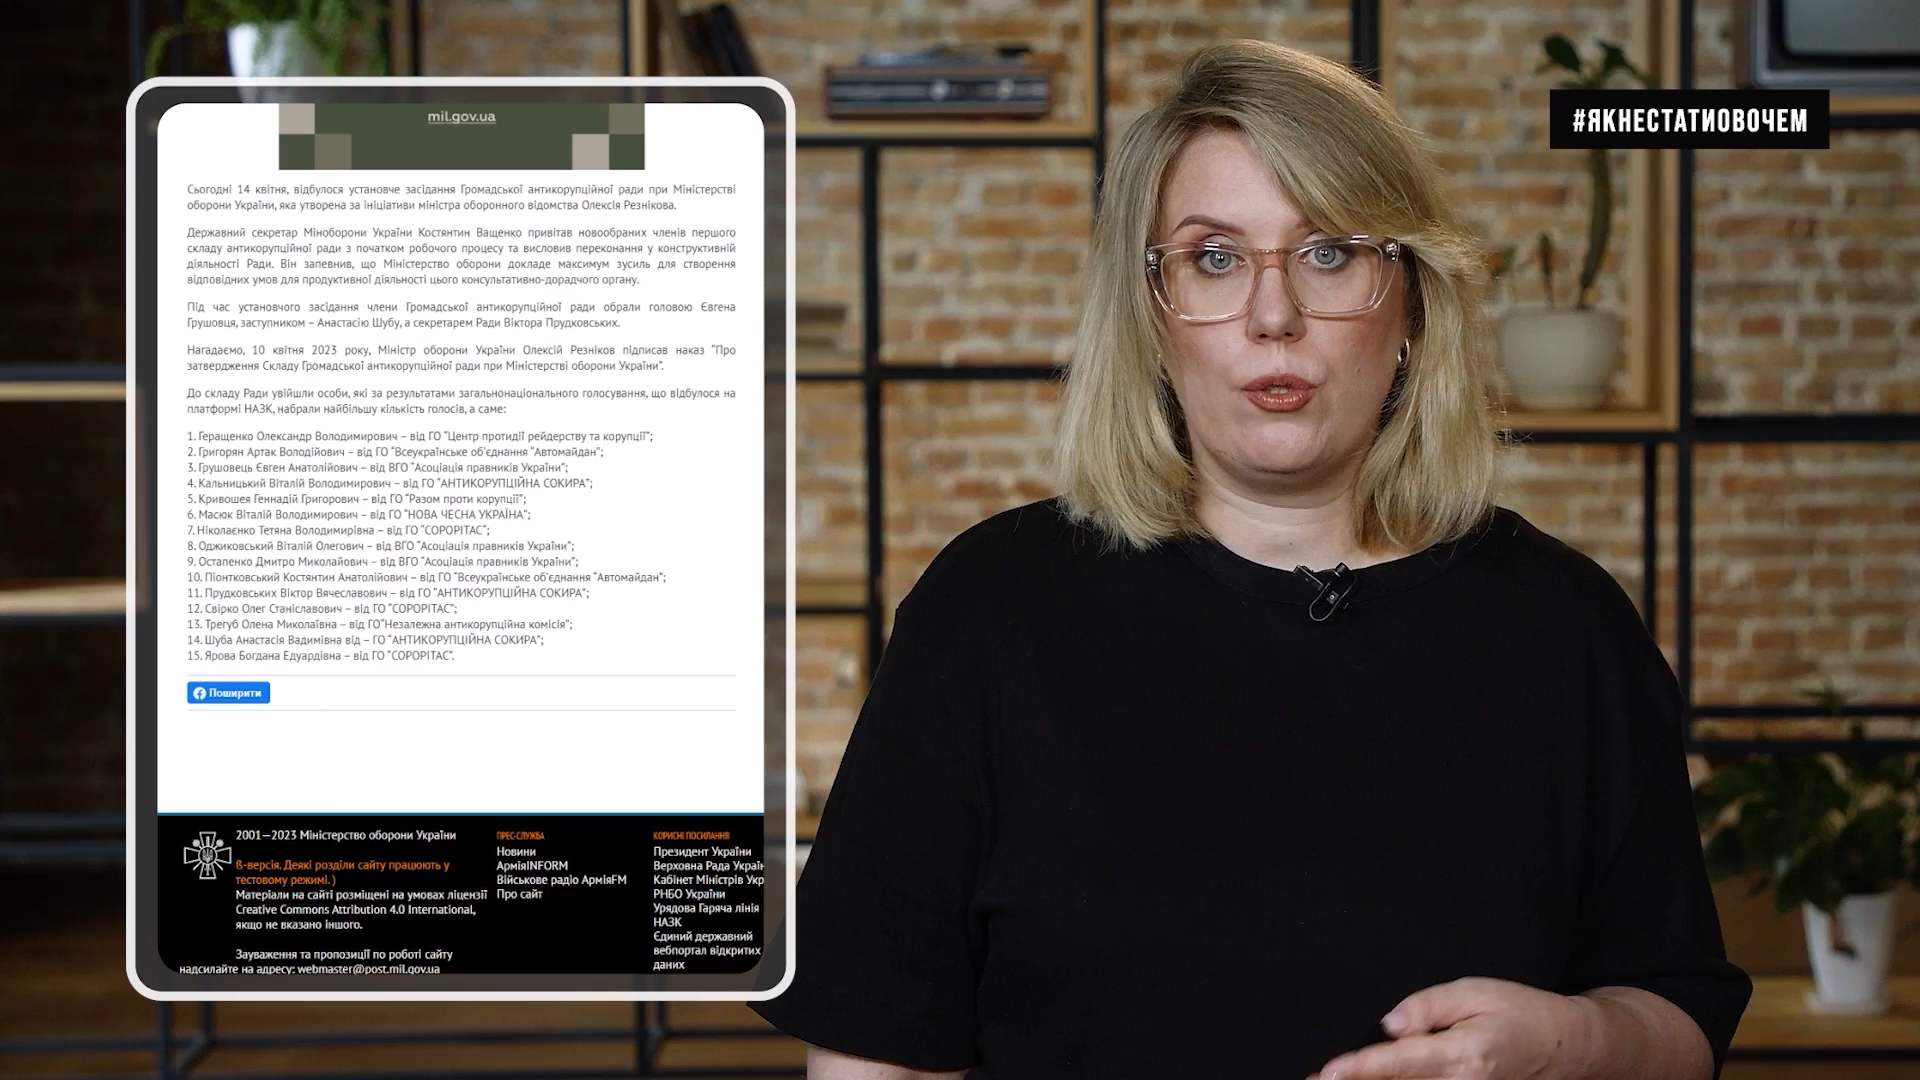 mil.gov.ua
#ЯКНЕСТАТИОВОЧЕМ
Сьогодні 14 квітня, відбулося установче засідання Громадської антикорупційної ради при Міністерстві
оборони України, яка утворена за ініціативи міністра оборонного відомства Олексія Резнікова.
Державний секретар Міноборони України Костянтин Ващенко привітав новообраних членів першого
складу антикорупційної ради з початком робочого процесу та висловив переконання у конструктивній
діяльності Ради. Він запевнив, що Міністерство оборони докладе максимум зусиль для створення
відповідних умов для продуктивної діяльності цього консультативно-дорадчого органу.
Під час установчого засідання члени Громадської антикорупційної ради обрали головою Євгена
Грушовця, заступником – Анастасію Шубу, а секретарем Ради Віктора Прудковських.
Нагадаємо, 10 квітня 2023 року, Міністр оборони України Олексій Резніков підписав наказ “Про
затвердження Складу Громадської антикорупційної ради при Міністерстві оборони України”.
До складу Ради увійшли особи, які за результатами загальнонаціонального голосування, що відбулося на
платформі НАЗК, набрали найбільшу кількість голосів, а саме:
1. Геращенко Олександр Володимирович – від ГО “Центр протидії рейдерству та корупції”;
2. Григорян Артак Володійович – від ГО “Всеукраїнське об’єднання “Автомайдан”;
3. Грушовець Євген Анатолійович – від ВГО “Асоціація правників України”;
4. Кальницький Віталій Володимирович – від ГО “АНТИКОРУПЦІЙНА СОКИРА”;
5. Кривошея Геннадій Григорович – від ГО “Разом проти корупції”;
6. Масюк Віталій Володимирович – від ГО “НОВА ЧЕСНА УКРАЇНА”;
7. Ніколаєнко Тетяна Володимирівна – від ГО “СОРОРІТАС”;
8. Оджиковський Віталій Олегович – від ВГО “Асоціація правників України”;
9. Остапенко Дмитро Миколайович – від ВГО “Асоціація правників України”;
10. Піонтковський Костянтин Анатолійович – від ГО “Всеукраїнське об’єднання “Автомайдан”;
11. Прудковських Віктор Вячеславович – від ГО “АНТИКОРУПЦІЙНА СОКИРА”;
12. Свірко Олег Станіславович – від ГО “СОРОРІТАС”;
13. Трегуб Олена Миколаївна – від ГО“Незалежна антикорупційна комісія”;
14. Шуба Анастасія Вадимівна від – ГО “АНТИКОРУПЦІЙНА СОКИРА”;
15. Ярова Богдана Едуардівна – від ГО “СОРОРІТАС”.
Поширити
2001—2023 Міністерство оборони України
ß-версія. Деякі розділи сайту працюють у
тестовому режимі. )
Матеріали на сайті розміщені на умовах ліцензії
Creative Commons Attribution 4.0 International,
якщо не вказано іншого.
Зауваження та пропозиції по роботі сайту
надсилайте на адресу: webmaster@post.mil.gov.ua
ПРЕС-СЛУЖБА
Новини
АрміяINFORM
Військове радіо АрміяFM
Про сайт
КОРИСНІ ПОСИЛАННЯ
Президент України
Верховна Рада Україн
Кабінет Міністрів Укр
РНБО України
Урядова Гаряча лінія
НАЗК
Єдиний державний
вебпортал відкритих
даних